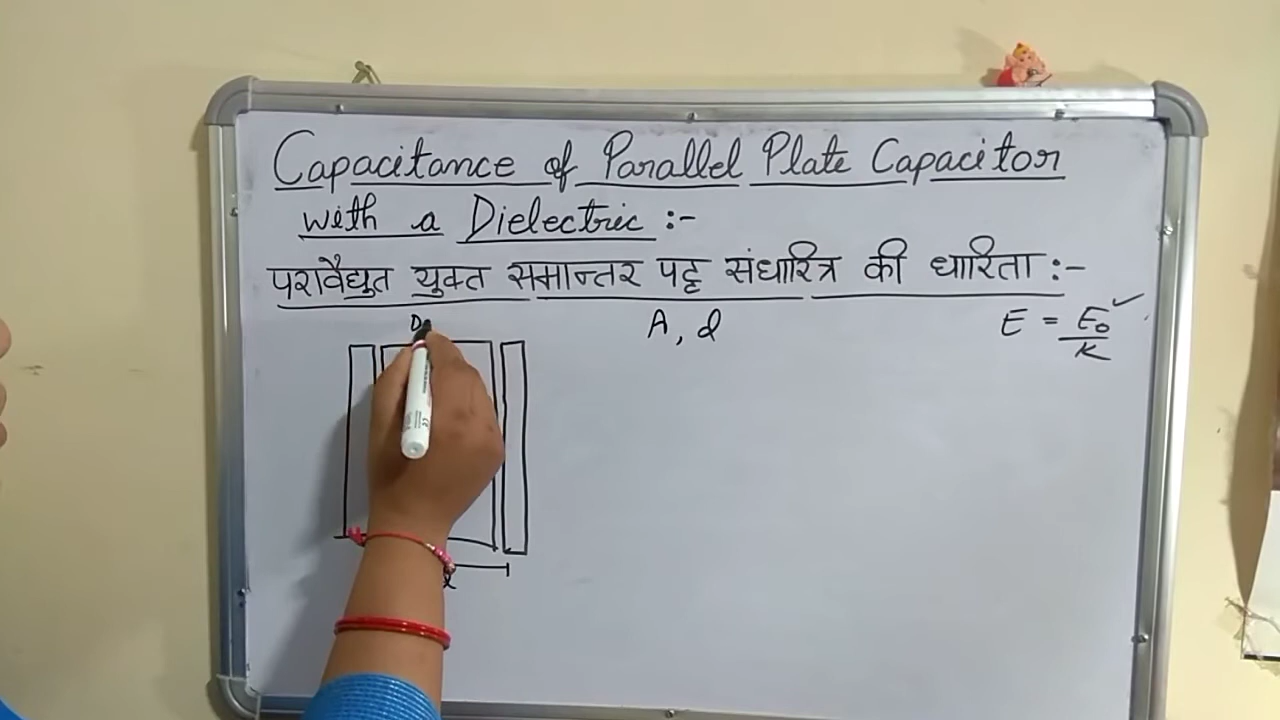 Capacitance of Parallel Plate Capacitor
with a Dielectric :-
परावैद्युत युक्त समान्तर पट्ट संधारित्र की धारिता :-
A, d
E = E₀/K